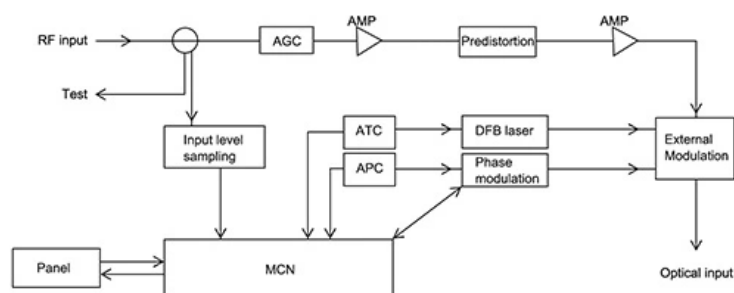 AMP
AMP
RF input
AGC
Predistortion
Test
Input level
sampling
ATC
DFB laser
External
Modulation
APC
Phase
modulation
Panel
MCN
Optical input